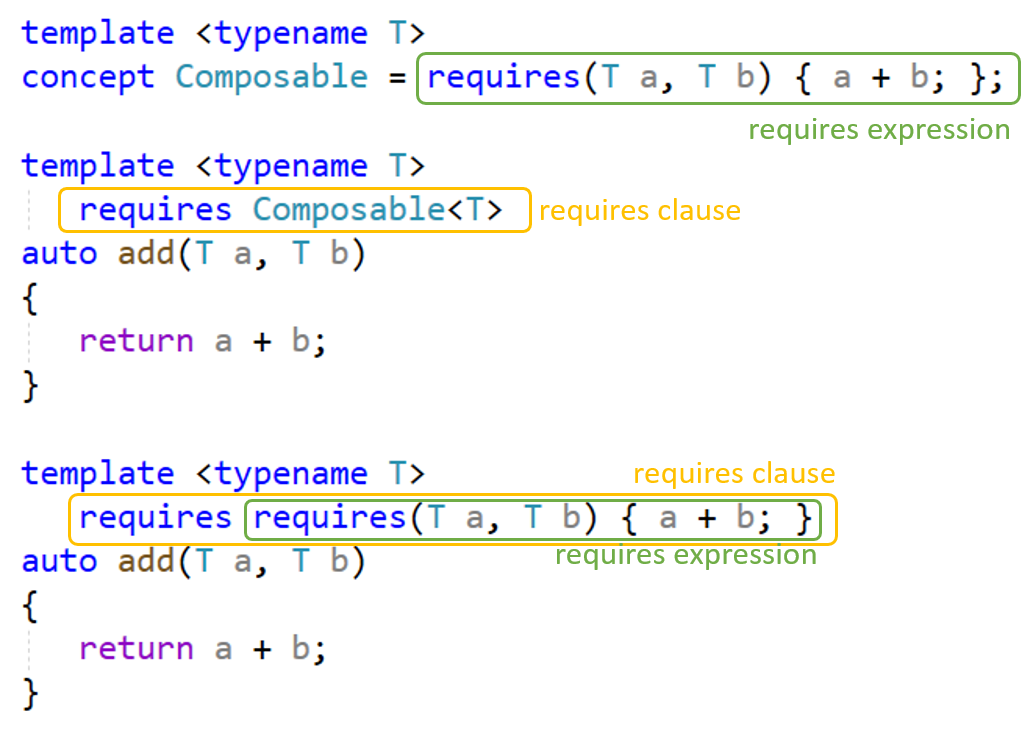 template <typename T>
concept Composable = requires(T a, T b) { a + b; };
requires expression
template <typename T>
requires Composable<T> requires clause
auto add(T a, T b)
{
return a + b;
}
template <typename T> requires clause
requires requires(T a, T b) { a + b; }
requires expression
auto add(T a, T b)
{
return a + b;
}